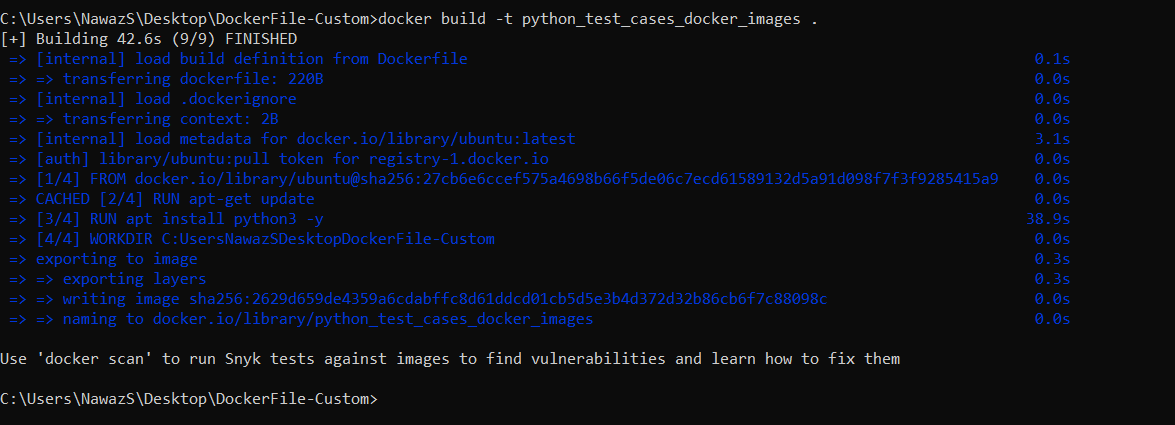 C:\Users\NawazS\Desktop\DockerFile-Custom>docker build -t python_test_cases_docker_images .
[+] Building 42.6s (9/9) FINISHED
=> [internal] load build definition from Dockerfile 0.1s
=> => transferring dockerfile: 220B 0.0s
=> [internal] load .dockerignore 0.0s
=> => transferring context: 2B 0.0s
=> [internal] load metadata for docker.io/library/ubuntu:latest 3.1s
=> [auth] library/ubuntu:pull token for registry-1.docker.io 0.0s
=> [1/4] FROM docker.io/library/ubuntu@sha256:27cb6e6ccef575a4698b66f5de06c7ecd61589132d5a91d098f7f3f9285415a9 0.0s
=> CACHED [2/4] RUN apt-get update 0.0s
=> [3/4] RUN apt install python3 -y 38.9s
=> [4/4] WORKDIR C:UsersNawazSDesktopDockerFile-Custom 0.0s
=> exporting to image 0.3s
=> => exporting layers 0.3s
=> => writing image sha256:2629d659de4359a6cdabffc8d61ddcd01cb5d5e3b4d372d32b86cb6f7c88098c 0.0s
=> => naming to docker.io/library/python_test_cases_docker_images 0.0s
Use 'docker scan' to run Snyk tests against images to find vulnerabilities and learn how to fix them
C:\Users\NawazS\Desktop\DockerFile-Custom>